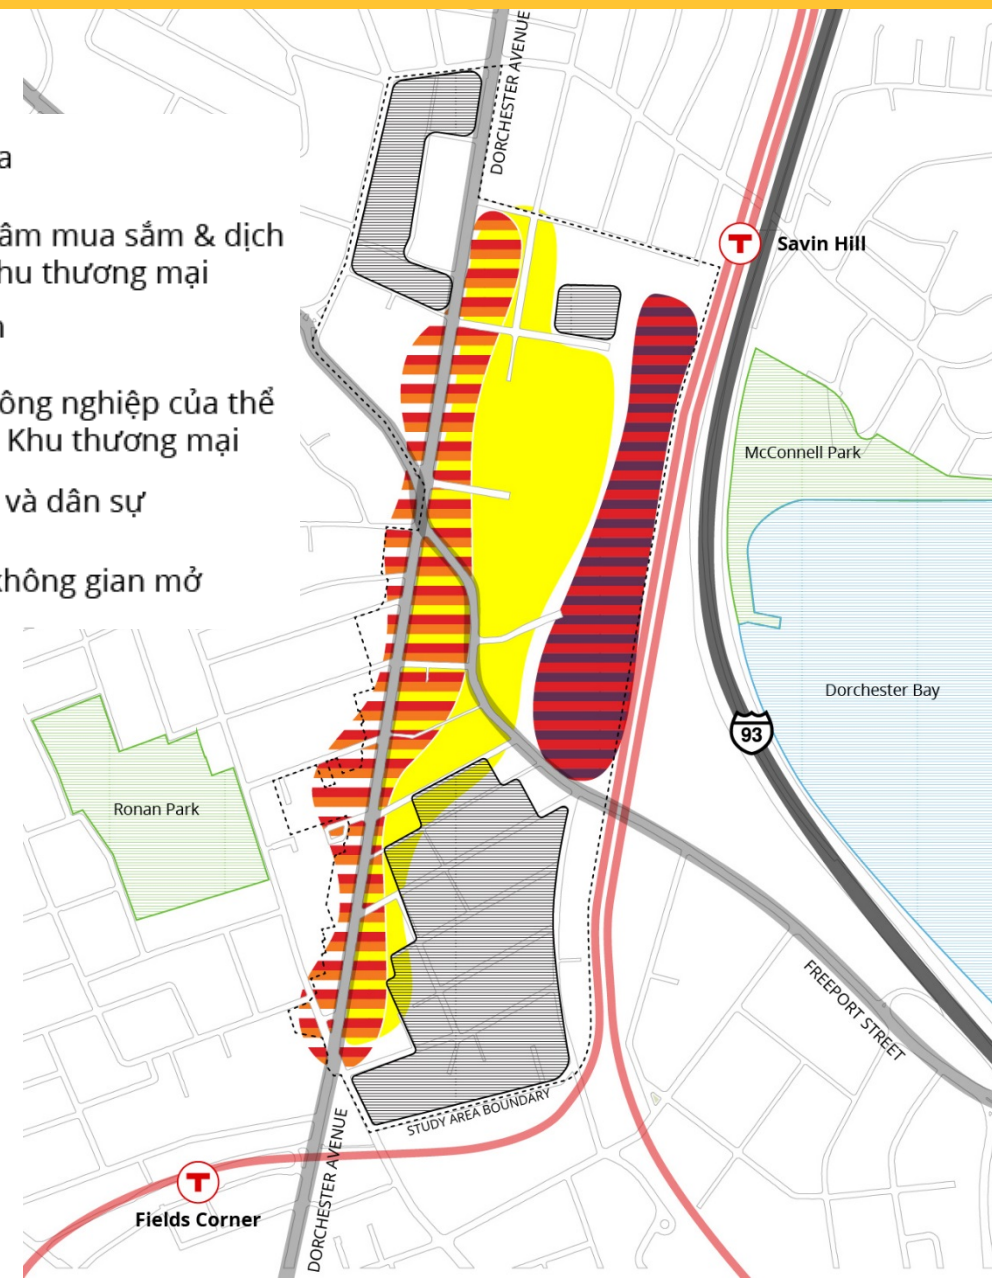 DORCHESTER AVENUE
a
âm mua sắm & dịch
hu thương mại
n
ông nghiệp của thể
Khu thương mại
và dân sự
không gian mở
T
Savin Hill
McConnell Park
Dorchester Bay
93
Ronan Park
FREEPORT STREET
STUDY AREA BOUNDARY
DORCHESTER AVENUE
T
Fields Corner